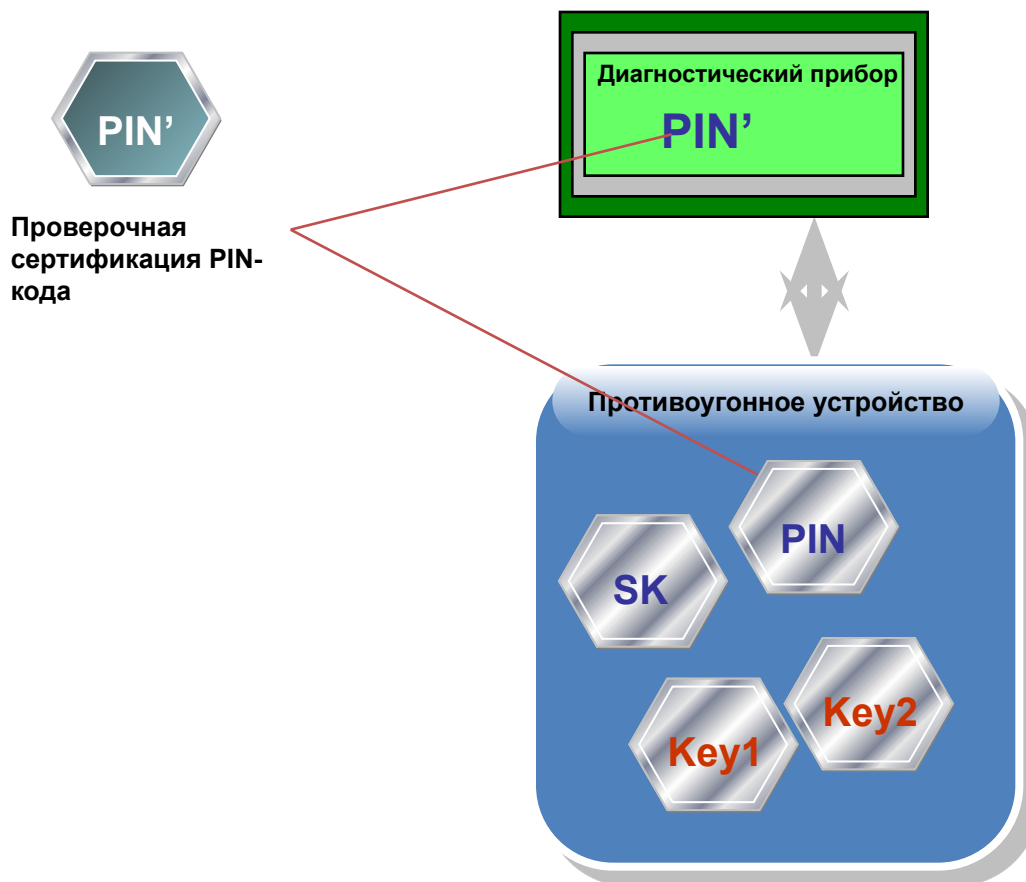 PIN’
Проверочная
сертификация PIN-
кода
Диагностический прибор
PIN’
Противоугонное устройство
PIN
SK
Key2
Key1